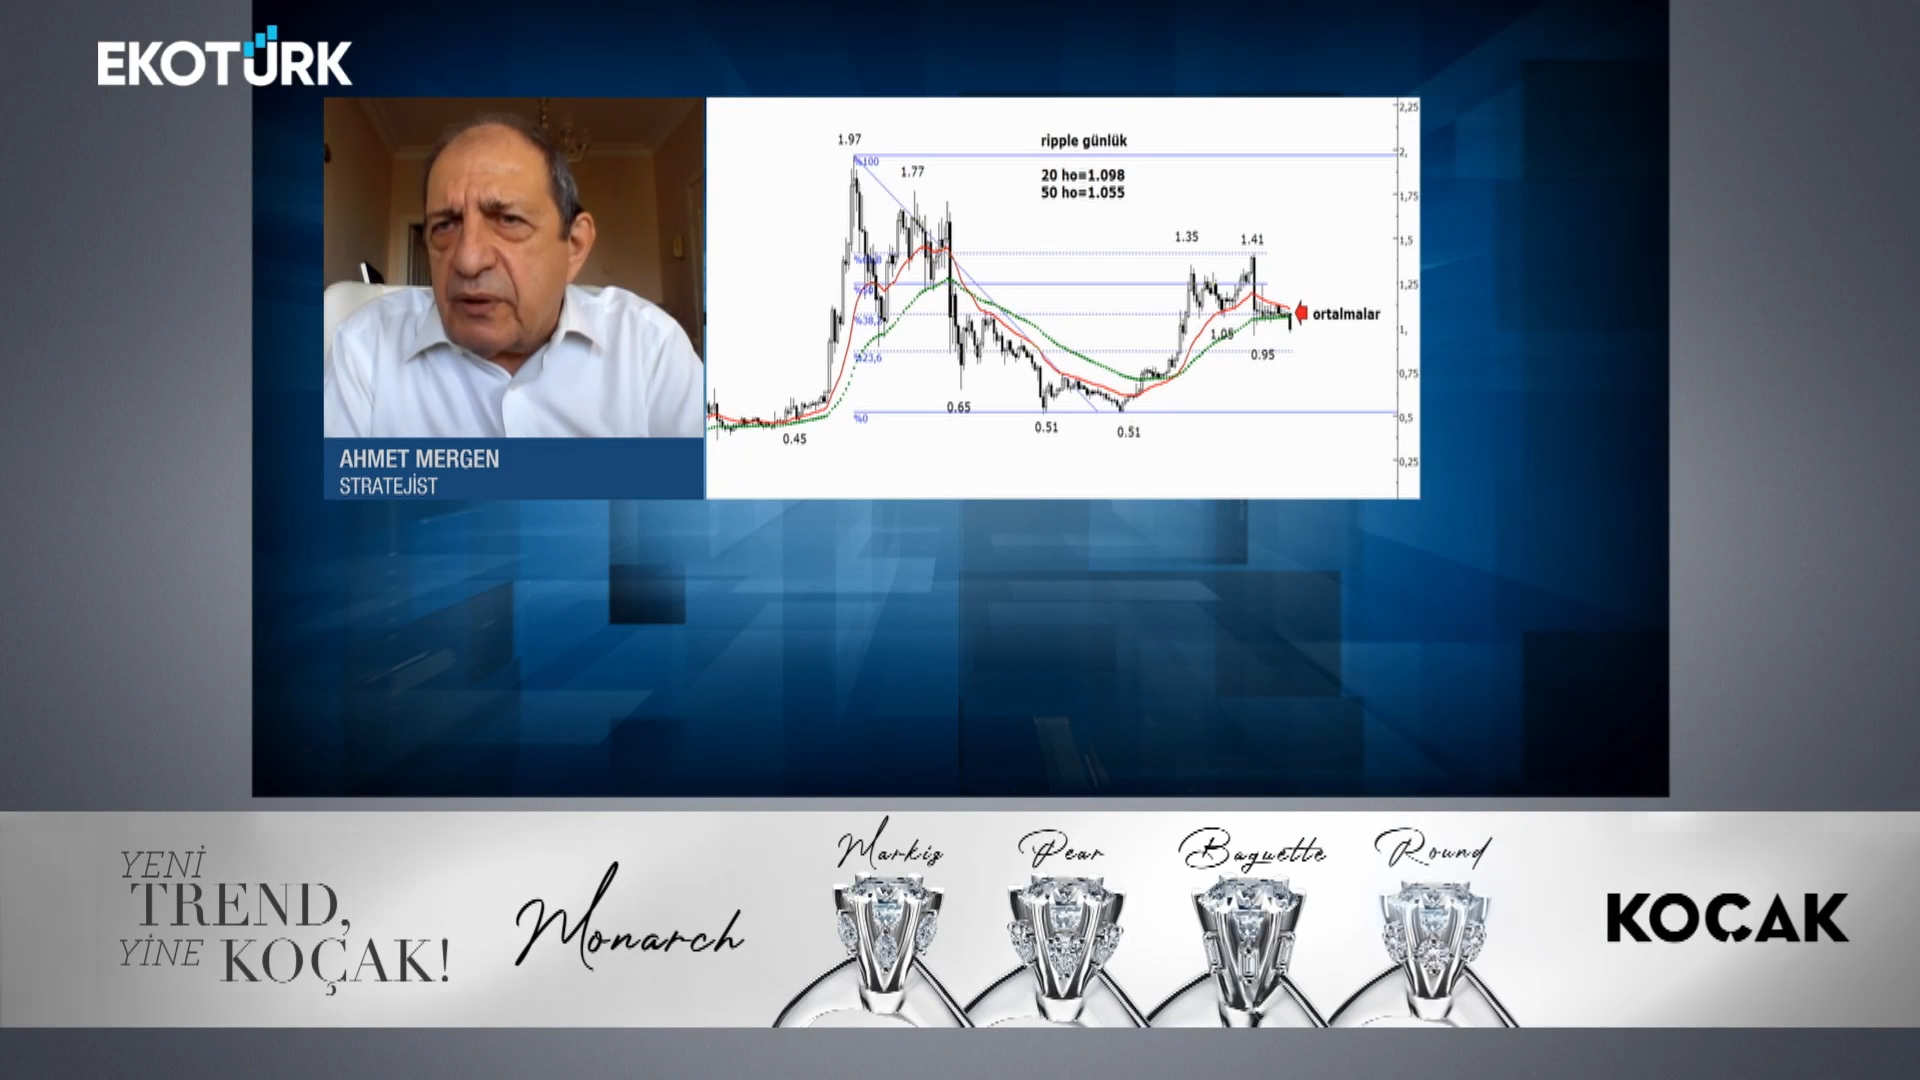 EKOTÜRK
AHMET MERGEN
STRATEJİST
ripple günlük
20 ho=1.098
50 ho=1.055
1.97
%100
1.77
1.35
1.41
%38,2
%23,6
%0
ortalmalar
1.05
0.95
0.65
0.45
0.51
0.51
2,25
2,
1,75
1,5
1,25
1,
0,75
0,5
0,25
YENİ
TREND,
YİNE KOÇAK!
Monarch
Markiz
Pear
Baguette
Round
KOÇAK